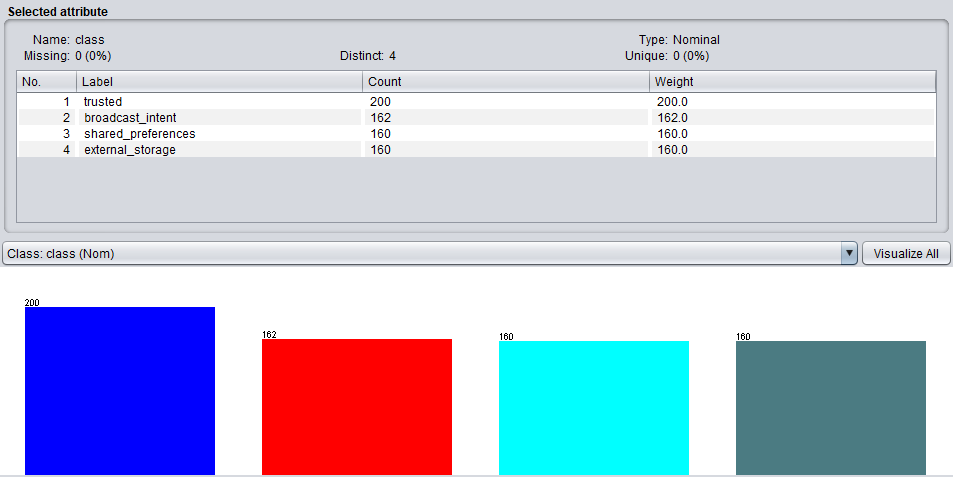 Selected attribute
Name: class Type: Nominal
Missing: 0 (0%) Distinct: 4 Unique: 0 (0%)
No. Label Count Weight
1 trusted 200 200.0
2 broadcast_intent 162 162.0
3 shared_preferences 160 160.0
4 external_storage 160 160.0
Class: class (Nom) Visualize All
200
162
160
160